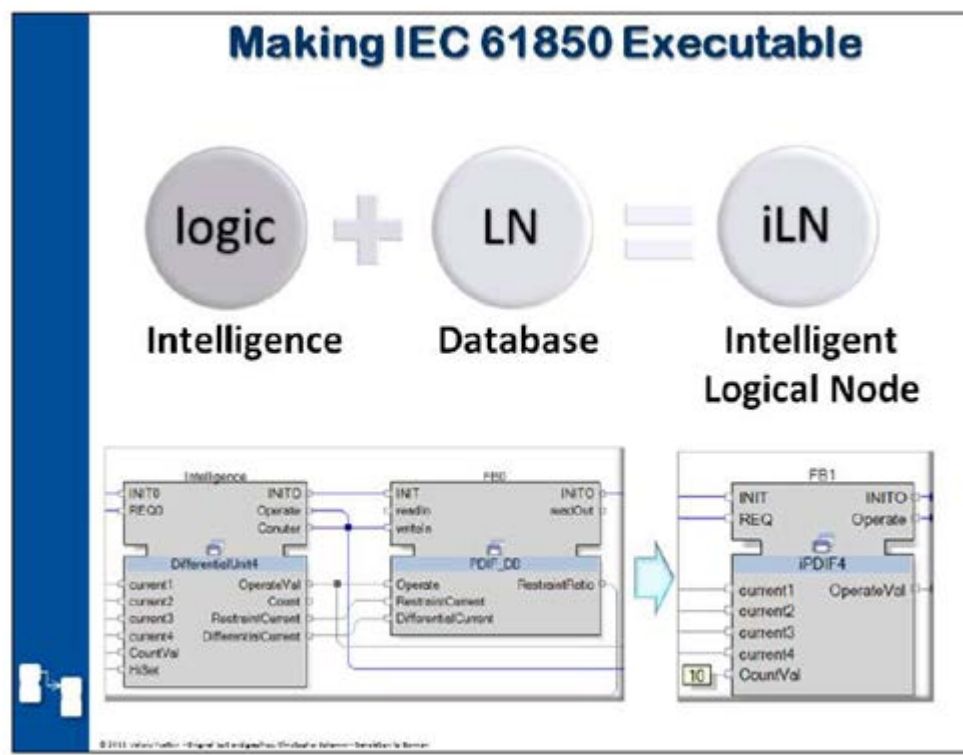 Making IEC 61850 Executable
logic
LN
iLN
Intelligence
Database
Intelligent
Logical Node
Intelligence
INIT0
INITO
REQ0
Operate
Conuter
DifferentialUnit4
current1
OperateVal
current2
Count
current3
RestraintCurrent
current4
DifferentialCurrent
CountVal
HiSet
FB0
INIT
INITO
readIn
readOut
writeIn
PDIF_DB
Operate
RestraintRatio
RestraintCurrent
DifferentialCurrent
FB1
INIT
INITO
REQ
Operate
iPDIF4
current1
OperateVal
current2
current3
current4
10
CountVal